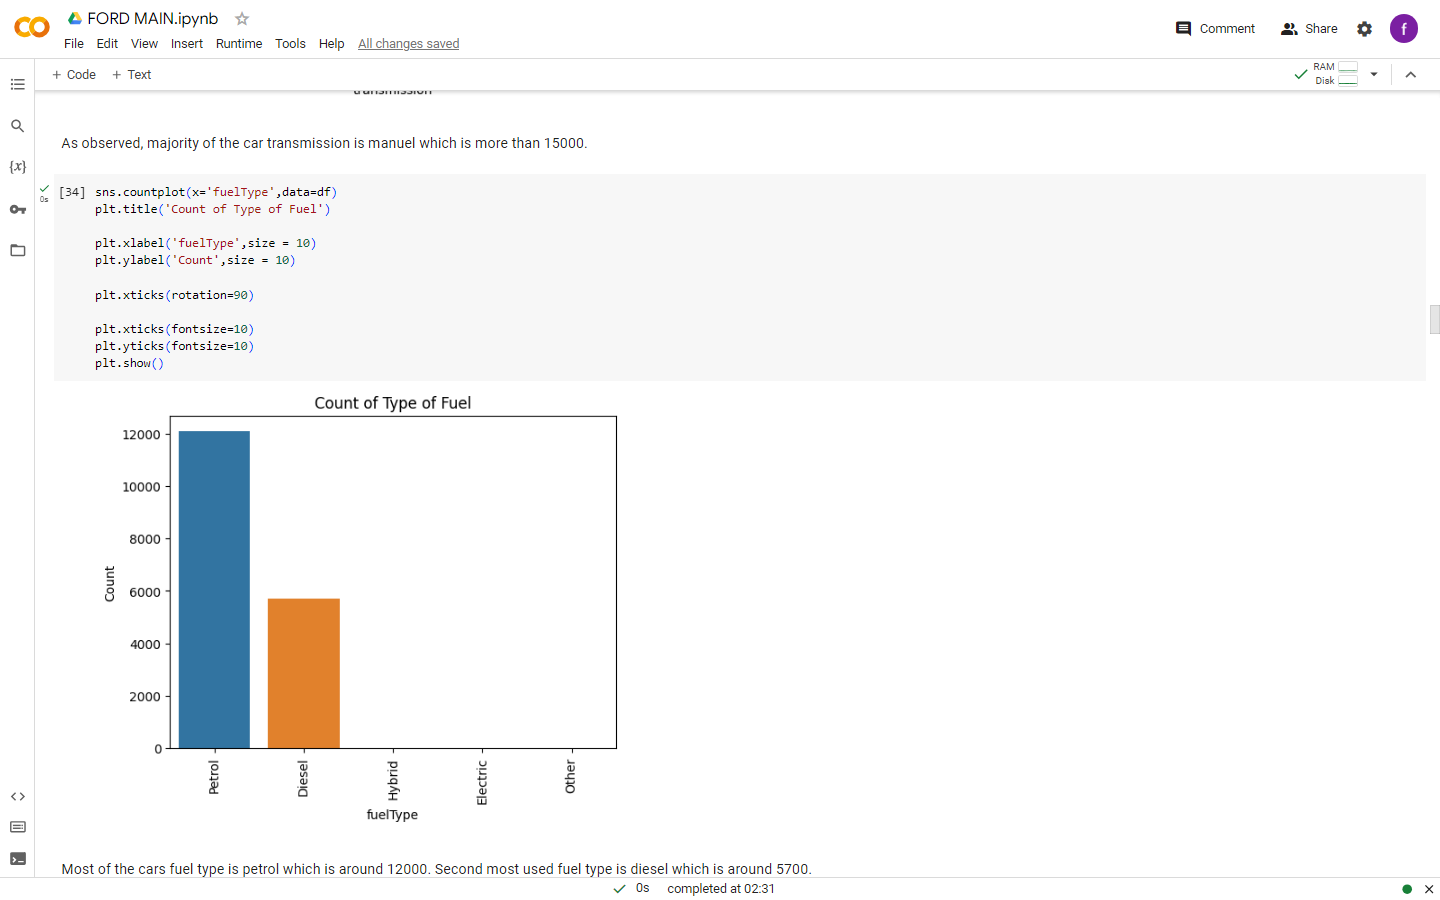 FORD MAIN.ipynb
File Edit View Insert Runtime Tools Help All changes saved
Comment Share f
+ Code + Text
RAM
Disk
transmission
As observed, majority of the car transmission is manuel which is more than 15000.
{x}
0s
[34] sns.countplot(x='fuelType',data=df)
plt.title('Count of Type of Fuel')
plt.xlabel('fuelType',size = 10)
plt.ylabel('Count',size = 10)
plt.xticks(rotation=90)
plt.xticks(fontsize=10)
plt.yticks(fontsize=10)
plt.show()
Count of Type of Fuel
12000
10000
8000
6000
4000
2000
0
Count
Petrol Diesel Hybrid Electric Other
fuelType
Most of the cars fuel type is petrol which is around 12000. Second most used fuel type is diesel which is around 5700.
0s completed at 02:31